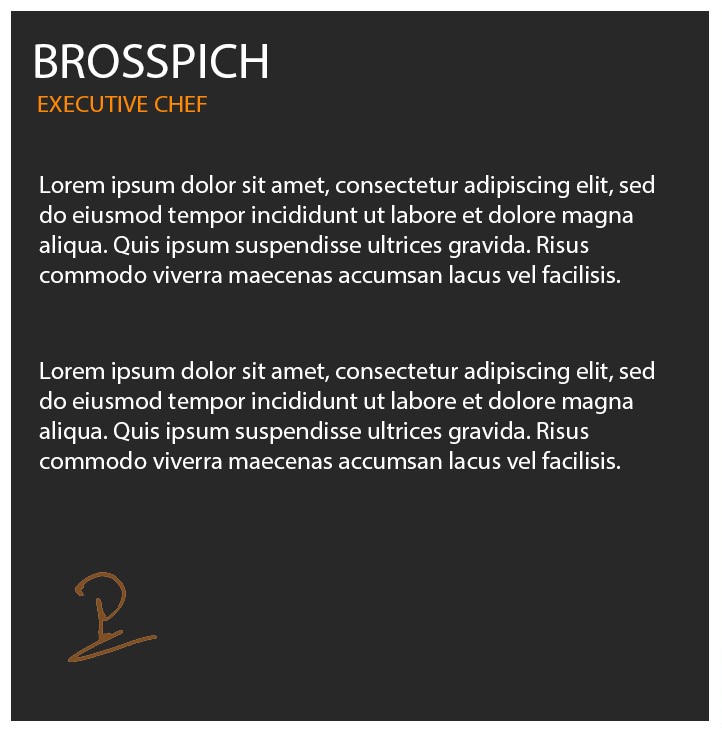 BROSSPICH
EXECUTIVE CHEF
Lorem ipsum dolor sit amet, consectetur adipiscing elit, sed
do eiusmod tempor incididunt ut labore et dolore magna
aliqua. Quis ipsum suspendisse ultrices gravida. Risus
commodo viverra maecenas accumsan lacus vel facilisis.
Lorem ipsum dolor sit amet, consectetur adipiscing elit, sed
do eiusmod tempor incididunt ut labore et dolore magna
aliqua. Quis ipsum suspendisse ultrices gravida. Risus
commodo viverra maecenas accumsan lacus vel facilisis.